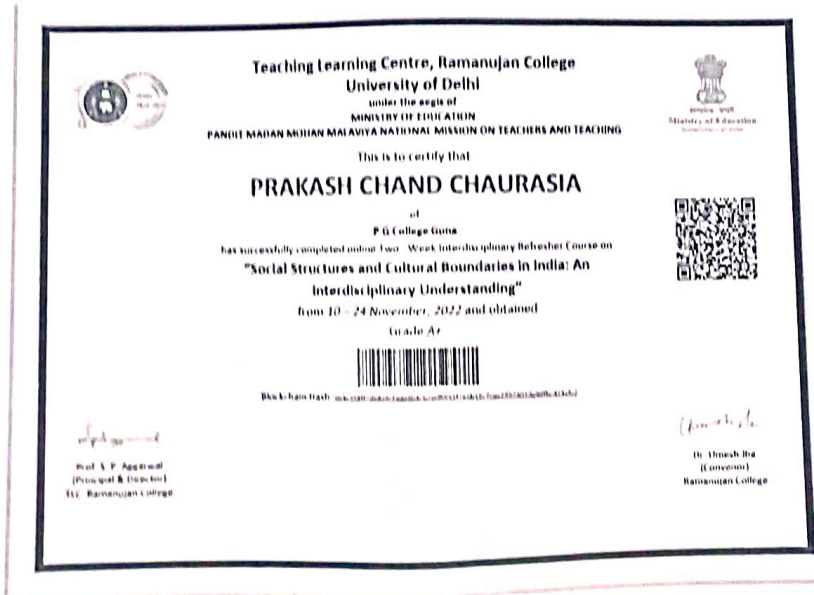 Teaching Learning Centre, Ramanujan College
University of Delhi
under the aegis of
MINISTRY OF EDUCATION
PANDIT MADAN MOHAN MALAVIYA NATIONAL MISSION ON TEACHERS AND TEACHING
Ministry of Education
This is to certify that
PRAKASH CHAND CHAURASIA
of
P G College Guna
has successfully completed online Two - Week Interdisciplinary Refresher Course on
"Social Structures and Cultural Boundaries in India: An
Interdisciplinary Understanding"
from 10 - 24 November, 2022 and obtained
Grade A+
Blockchain Hash
Prof. S. P. Aggarwal
(Principal & Director)
TLC, Ramanujan College
Dr. Umesh Jha
(Convenor)
Ramanujan College